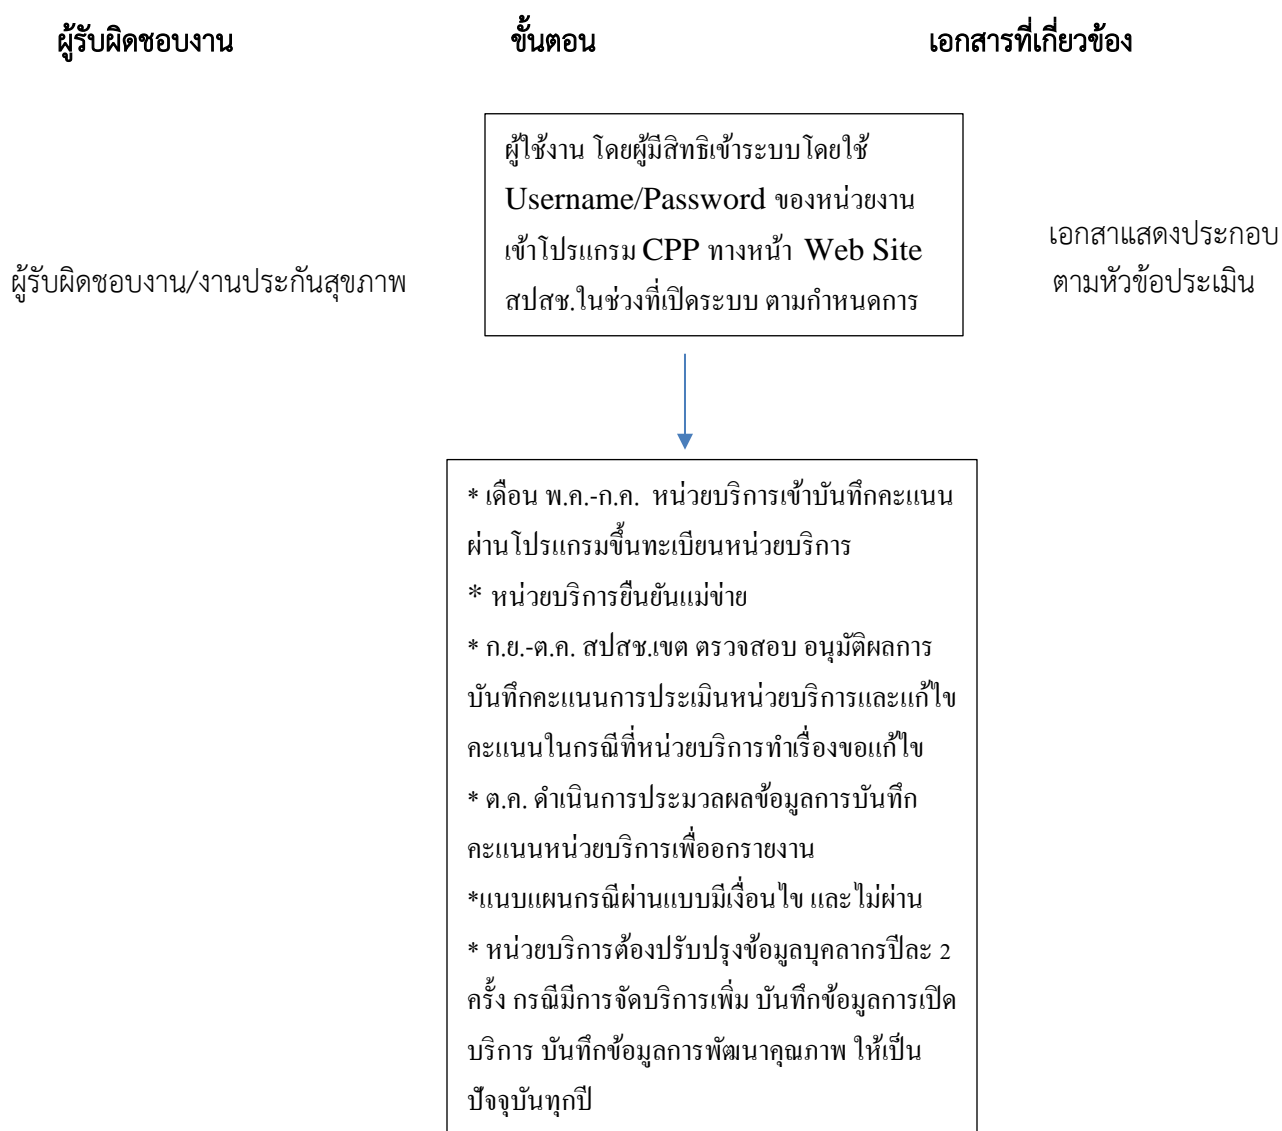 ผู้รับผิดชอบงาน ขั้นตอน เอกสารที่เกี่ยวข้อง
ผู้ใช้งาน โดยผู้มีสิทธิเข้าระบบโดยใช้
Username/Password ของหน่วยงาน
เข้าโปรแกรม CPP ทางหน้า Web Site
สปสช.ในช่วงที่เปิดระบบ ตามกำหนดการ
ผู้รับผิดชอบงาน/งานประกันสุขภาพ
เอกสาแสดงประกอบ
ตามหัวข้อประเมิน
* เดือน พ.ค.-ก.ค. หน่วยบริการเข้าบันทึกคะแนน
ผ่านโปรแกรมขึ้นทะเบียนหน่วยบริการ
* หน่วยบริการยืนยันแม่ข่าย
* ก.ย.-ต.ค. สปสช.เขต ตรวจสอบ อนุมัติผลการ
บันทึกคะแนนการประเมินหน่วยบริการและแก้ไข
คะแนนในกรณีที่หน่วยบริการทำเรื่องขอแก้ไข
* ต.ค. ดำเนินการประมวลผลข้อมูลการบันทึก
คะแนนหน่วยบริการเพื่ออกรายงาน
*แนบแผนกรณีผ่านแบบมีเงื่อนไข และไม่ผ่าน
* หน่วยบริการต้องปรับปรุงข้อมูลบุคลากรปีละ 2
ครั้ง กรณีมีการจัดบริการเพิ่ม บันทึกข้อมูลการเปิด
บริการ บันทึกข้อมูลการพัฒนาคุณภาพ ให้เป็น
ปัจจุบันทุกปี